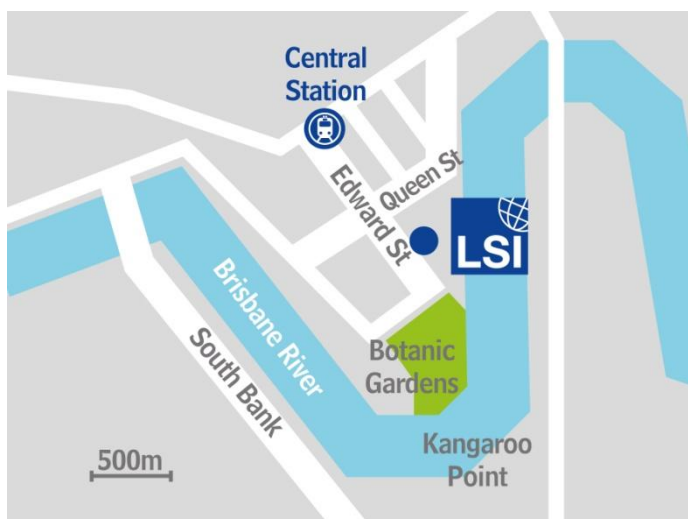 Central
Station
Queen St
Edward St
LSI
Brisbane River
South Bank
Botanic
Gardens
Kangaroo
Point
500m